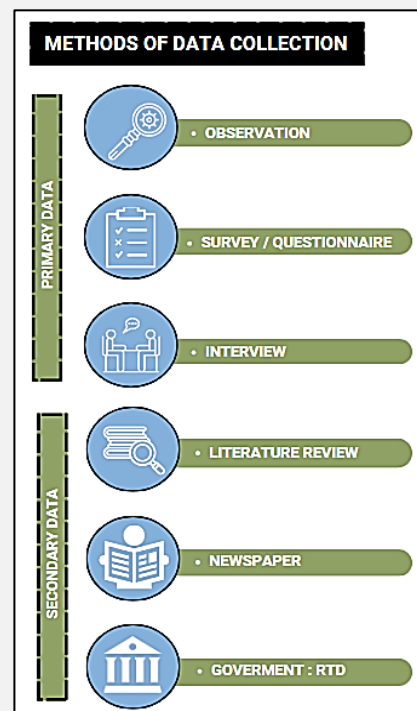 METHODS OF DATA COLLECTION
PRIMARY DATA
• OBSERVATION
• SURVEY / QUESTIONNAIRE
• INTERVIEW
SECONDARY DATA
• LITERATURE REVIEW
• NEWSPAPER
• GOVERMENT : RTD